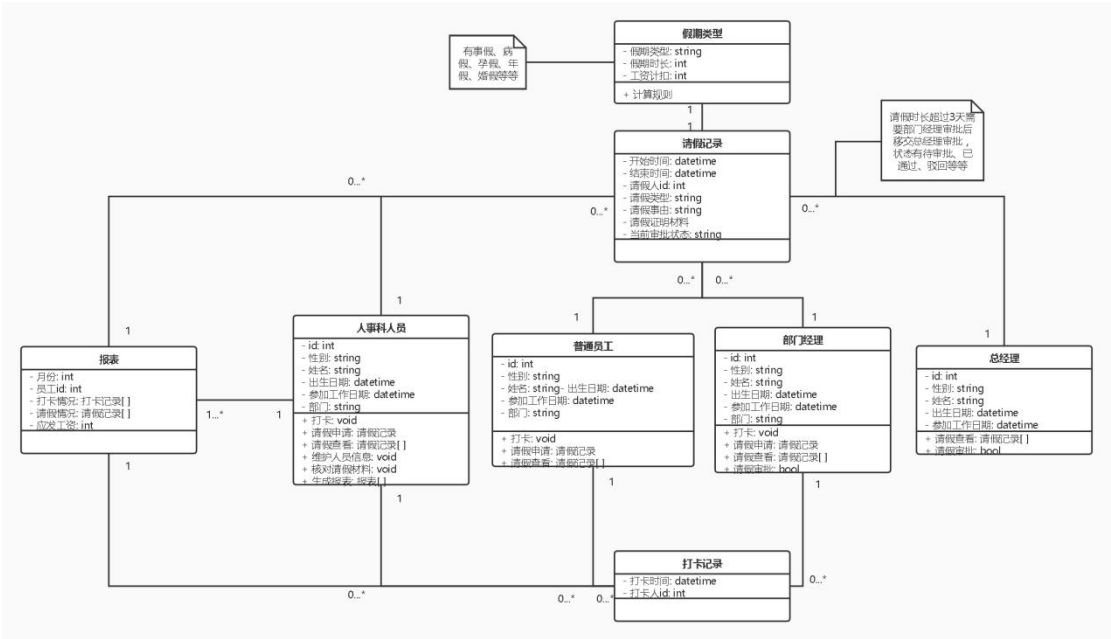 假期类型
- 假期类型: string
- 假期时长: int
- 工资计扣: int
+ 计算规则
有事假、病
假、孕假、年
假、婚假等等
1
1
请假记录
- 开始时间: datetime
- 结束时间: datetime
- 请假人id: int
- 请假类型: string
- 请假事由: string
- 请假证明材料
- 当前审批状态: string
请假时长超过3天需
要部门经理审批后
移交总经理审批，
状态有待审批、已
通过、驳回等等
0...*
0...*
0...*
0...*
0...*
1
1
1
1
1
报表
- 月份: int
- 员工id: int
- 打卡情况: 打卡记录[ ]
- 请假情况: 请假记录[ ]
- 应发工资: int
1...*
1
人事科人员
- id: int
- 性别: string
- 姓名: string
- 出生日期: datetime
- 参加工作日期: datetime
- 部门: string
+ 打卡: void
+ 请假申请: 请假记录
+ 请假查看: 请假记录[ ]
+ 维护人员信息: void
+ 核对请假材料: void
+ 生成报表: 报表[ ]
普通员工
- id: int
- 性别: string
- 姓名: string- 出生日期: datetime
- 参加工作日期: datetime
- 部门: string
+ 打卡: void
+ 请假申请: 请假记录
+ 请假查看: 请假记录[ ]
部门经理
- id: int
- 性别: string
- 姓名: string
- 出生日期: datetime
- 参加工作日期: datetime
- 部门: string
+ 打卡: void
+ 请假申请: 请假记录
+ 请假查看: 请假记录[ ]
+ 请假审批: bool
总经理
- id: int
- 性别: string
- 姓名: string
- 出生日期: datetime
- 参加工作日期: datetime
+ 请假查看: 请假记录[ ]
+ 请假审批: bool
1
1
1
1
打卡记录
- 打卡时间: datetime
- 打卡人id: int
0...*
0...*
0...*
0...*